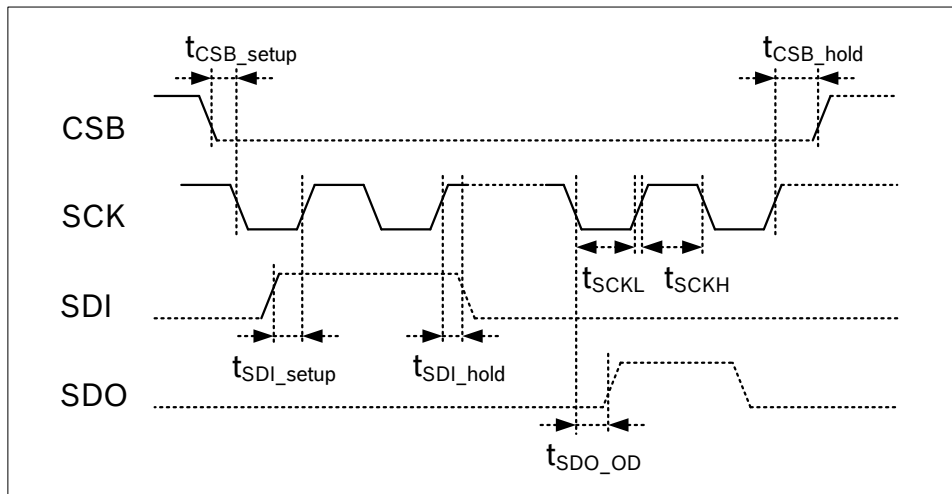 tCSB_setup
tCSB_hold
CSB
SCK
tSCKL
tSCKH
SDI
tSDI_setup
tSDI_hold
SDO
tSDO_OD